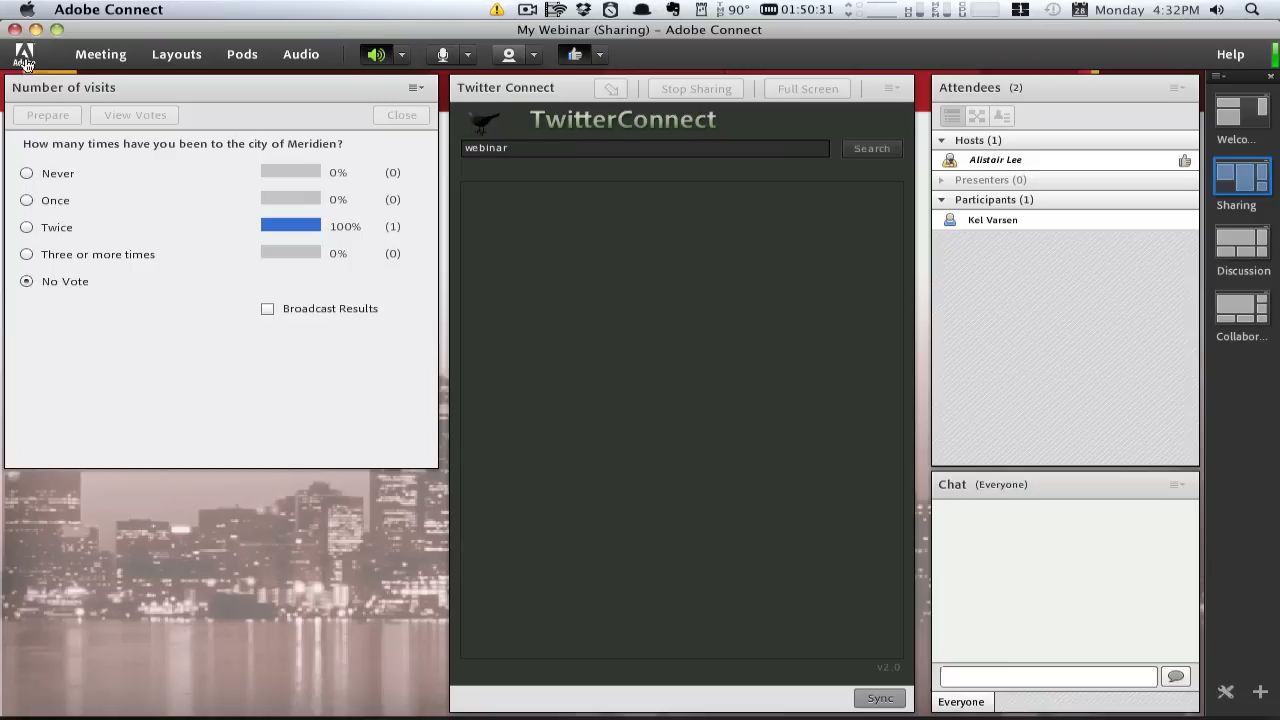 Adobe Connect
90°
01:50:31
28
Monday 4:32PM
My Webinar (Sharing) – Adobe Connect
Meeting
Layouts
Pods
Audio
Help
Number of visits
Prepare
View Votes
Close
How many times have you been to the city of Meridien?
Never 0% (0)
Once 0% (0)
Twice 100% (1)
Three or more times 0% (0)
No Vote
Broadcast Results
Twitter Connect
Stop Sharing
Full Screen
TwitterConnect
webinar
Search
v2.0
Sync
Attendees (2)
Hosts (1)
Alistair Lee
Presenters (0)
Participants (1)
Kel Varsen
Chat (Everyone)
Everyone
Welco...
Sharing
Discussion
Collabor...